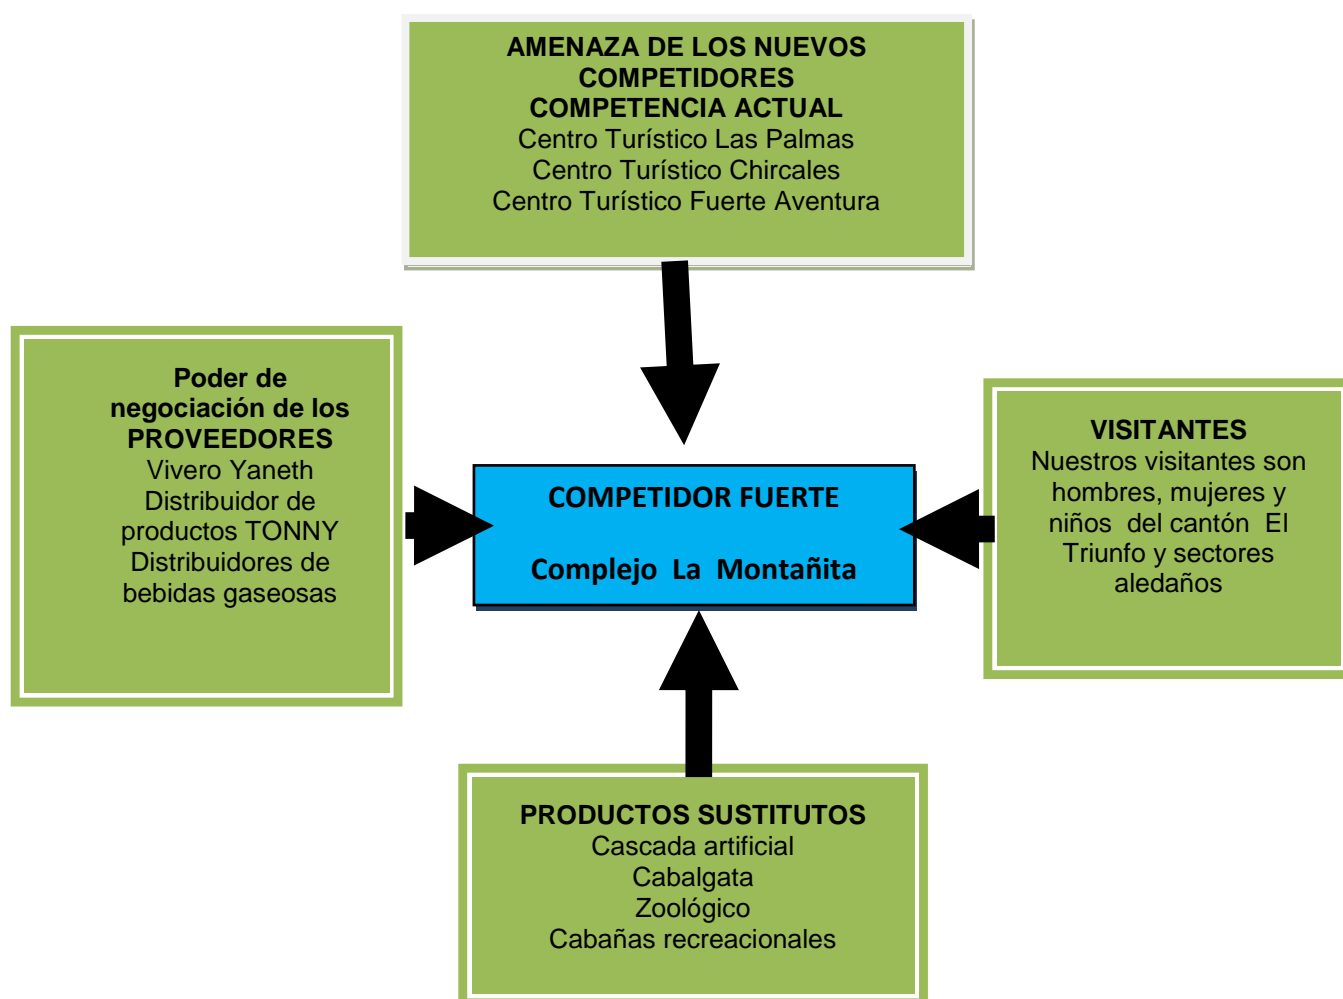 AMENAZA DE LOS NUEVOS
COMPETIDORES
COMPETENCIA ACTUAL
Centro Turístico Las Palmas
Centro Turístico Chircales
Centro Turístico Fuerte Aventura
Poder de
negociación de los
PROVEEDORES
Vivero Yaneth
Distribuidor de
productos TONNY
Distribuidores de
bebidas gaseosas
COMPETIDOR FUERTE
Complejo La Montañita
VISITANTES
Nuestros visitantes son
hombres, mujeres y
niños del cantón El
Triunfo y sectores
aledaños
PRODUCTOS SUSTITUTOS
Cascada artificial
Cabalgata
Zoológico
Cabañas recreacionales